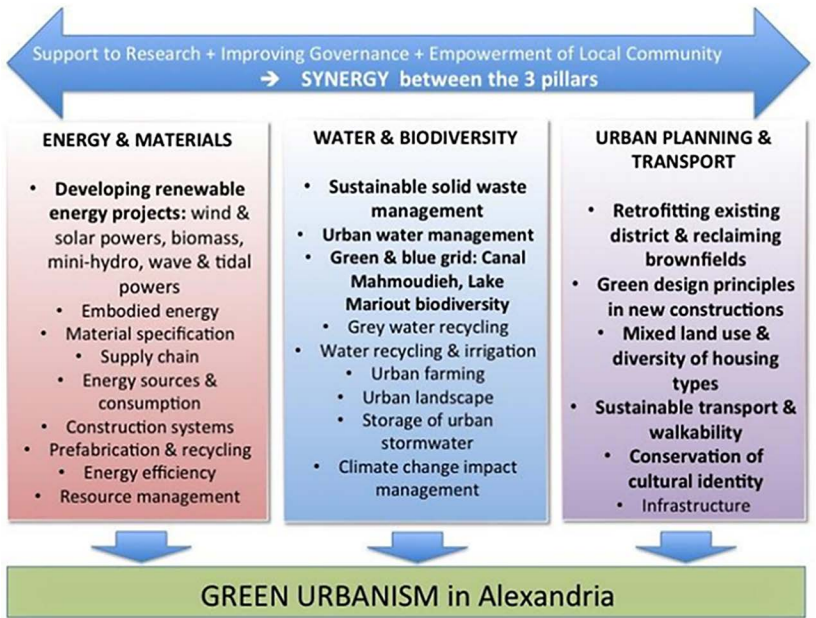 Support to Research + Improving Governance + Empowerment of Local Community
➔ SYNERGY between the 3 pillars
ENERGY & MATERIALS
• Developing renewable
energy projects: wind &
solar powers, biomass,
mini-hydro, wave & tidal
powers
• Embodied energy
• Material specification
• Supply chain
• Energy sources &
consumption
• Construction systems
• Prefabrication & recycling
• Energy efficiency
• Resource management
WATER & BIODIVERSITY
• Sustainable solid waste
management
• Urban water management
• Green & blue grid: Canal
Mahmoudieh, Lake
Mariout biodiversity
• Grey water recycling
• Water recycling & irrigation
• Urban farming
• Urban landscape
• Storage of urban
stormwater
• Climate change impact
management
URBAN PLANNING &
TRANSPORT
• Retrofitting existing
district & reclaiming
brownfields
• Green design principles
in new constructions
• Mixed land use &
diversity of housing
types
• Sustainable transport &
walkability
• Conservation of
cultural identity
• Infrastructure
GREEN URBANISM in Alexandria